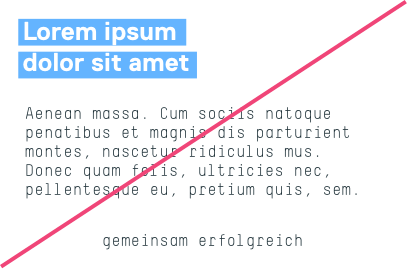 Lorem ipsum
dolor sit amet
Aenean massa. Cum sociis natoque
penatibus et magnis dis parturient
montes, nascetur ridiculus mus.
Donec quam felis, ultricies nec,
pellentesque eu, pretium quis, sem.
gemeinsam erfolgreich